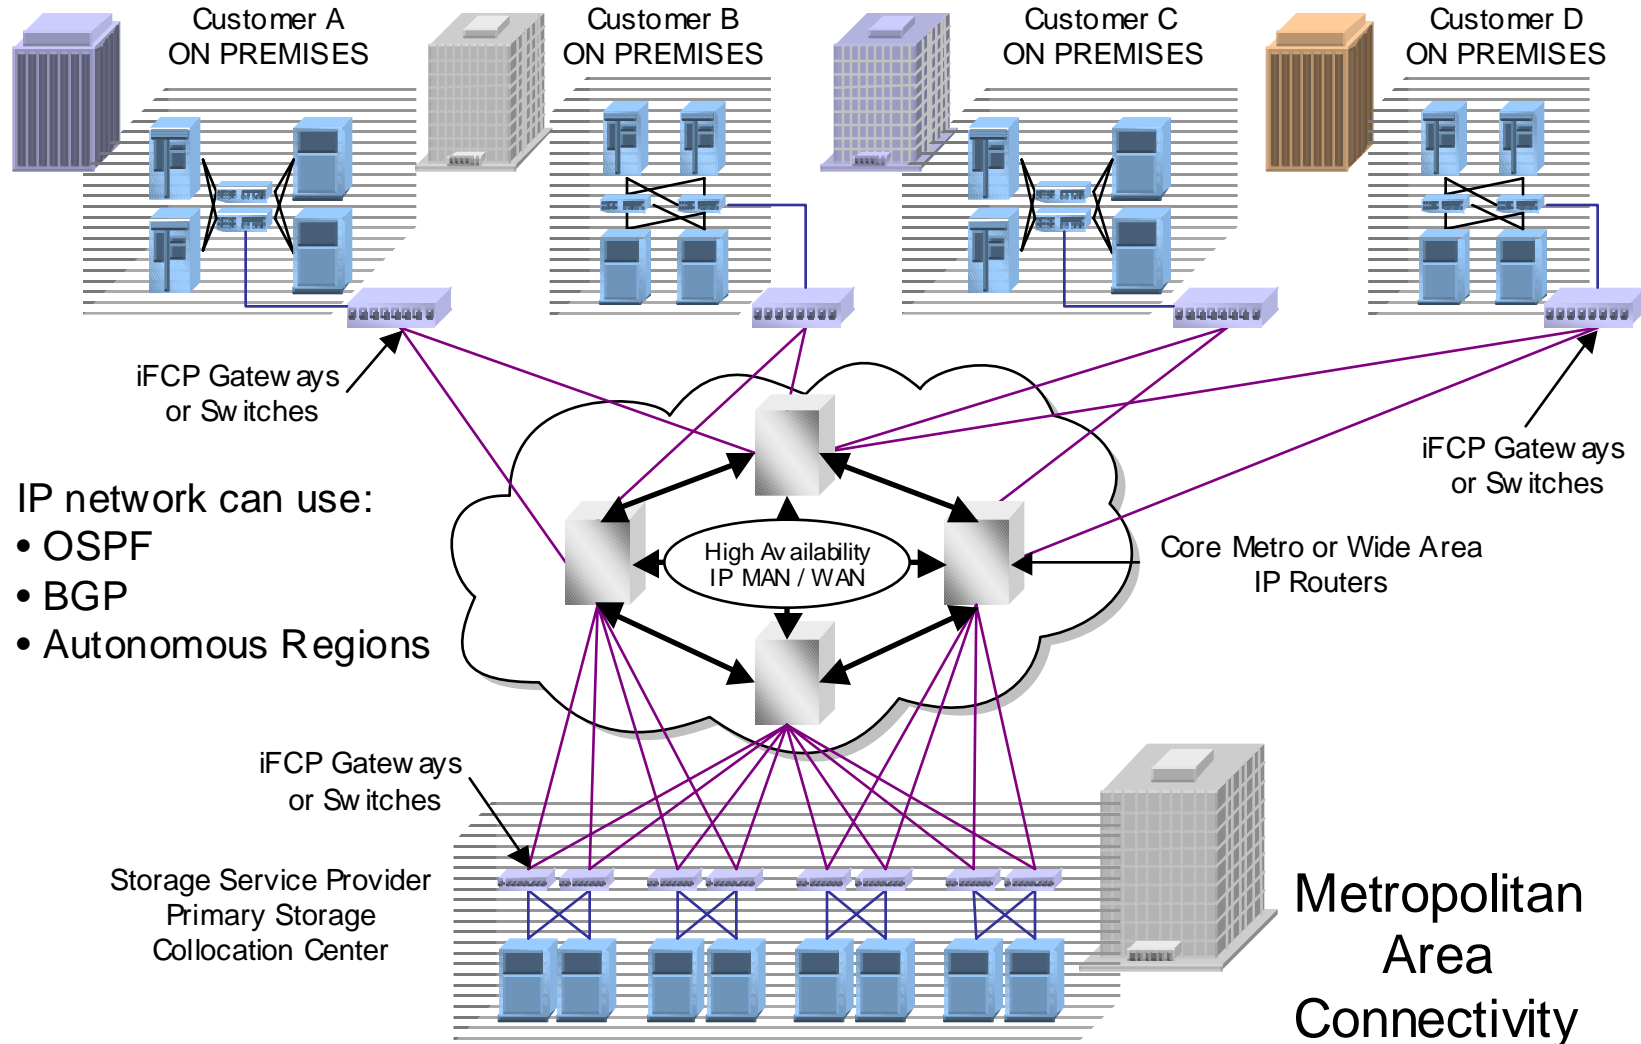 Customer A
ON PREMISES
Customer B
ON PREMISES
Customer C
ON PREMISES
Customer D
ON PREMISES
iFCP Gateways
or Switches
iFCP Gateways
or Switches
IP network can use:
• OSPF
• BGP
• Autonomous Regions
High Availability
IP MAN / WAN
Core Metro or Wide Area
IP Routers
iFCP Gateways
or Switches
Storage Service Provider
Primary Storage
Collocation Center
Metropolitan
Area
Connectivity